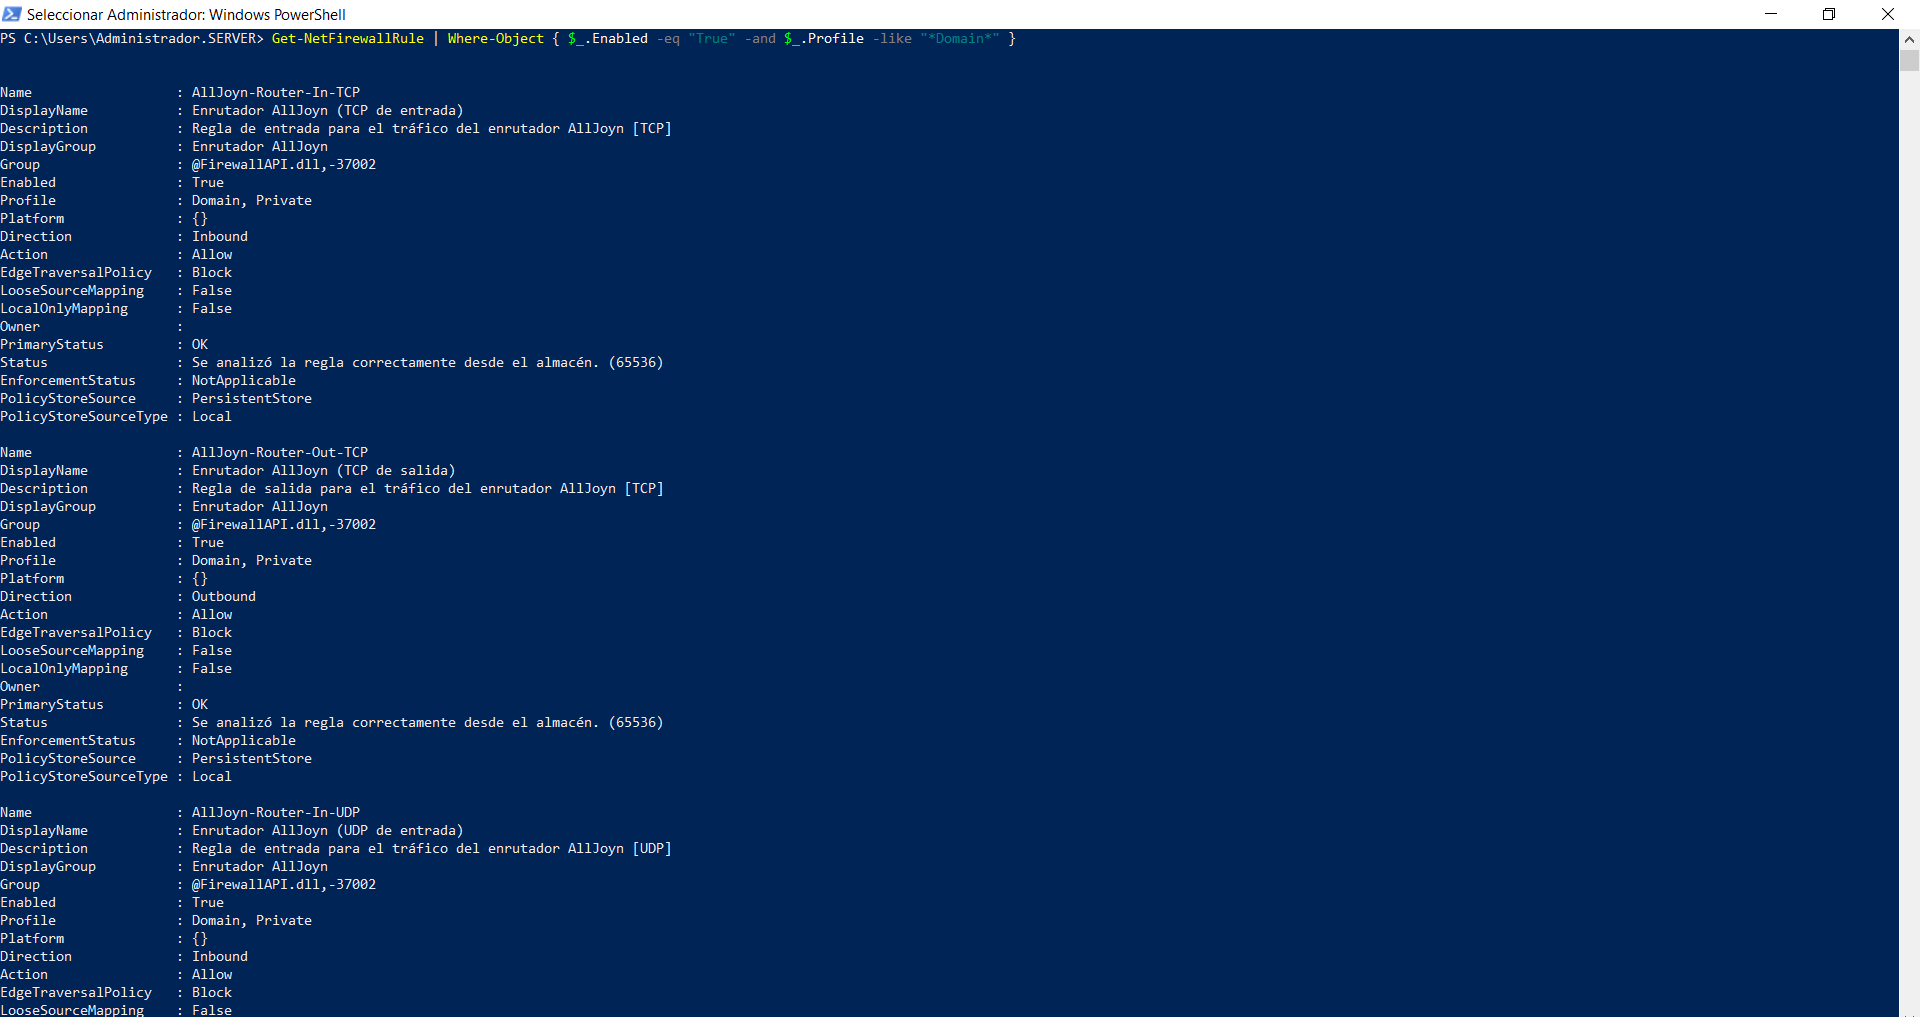 Seleccionar Administrador: Windows PowerShell
PS C:\Users\Administrador.SERVER> Get-NetFirewallRule | Where-Object { $_.Enabled -eq "True" -and $_.Profile -like "*Domain*" }
Name                  : AllJoyn-Router-In-TCP
DisplayName           : Enrutador AllJoyn (TCP de entrada)
Description           : Regla de entrada para el tráfico del enrutador AllJoyn [TCP]
DisplayGroup          : Enrutador AllJoyn
Group                 : @FirewallAPI.dll,-37002
Enabled               : True
Profile               : Domain, Private
Platform              : {}
Direction             : Inbound
Action                : Allow
EdgeTraversalPolicy   : Block
LooseSourceMapping    : False
LocalOnlyMapping      : False
Owner                 :
PrimaryStatus         : OK
Status                : Se analizó la regla correctamente desde el almacén. (65536)
EnforcementStatus     : NotApplicable
PolicyStoreSource     : PersistentStore
PolicyStoreSourceType : Local
Name                  : AllJoyn-Router-Out-TCP
DisplayName           : Enrutador AllJoyn (TCP de salida)
Description           : Regla de salida para el tráfico del enrutador AllJoyn [TCP]
DisplayGroup          : Enrutador AllJoyn
Group                 : @FirewallAPI.dll,-37002
Enabled               : True
Profile               : Domain, Private
Platform              : {}
Direction             : Outbound
Action                : Allow
EdgeTraversalPolicy   : Block
LooseSourceMapping    : False
LocalOnlyMapping      : False
Owner                 :
PrimaryStatus         : OK
Status                : Se analizó la regla correctamente desde el almacén. (65536)
EnforcementStatus     : NotApplicable
PolicyStoreSource     : PersistentStore
PolicyStoreSourceType : Local
Name                  : AllJoyn-Router-In-UDP
DisplayName           : Enrutador AllJoyn (UDP de entrada)
Description           : Regla de entrada para el tráfico del enrutador AllJoyn [UDP]
DisplayGroup          : Enrutador AllJoyn
Group                 : @FirewallAPI.dll,-37002
Enabled               : True
Profile               : Domain, Private
Platform              : {}
Direction             : Inbound
Action                : Allow
EdgeTraversalPolicy   : Block
LooseSourceMapping    : False